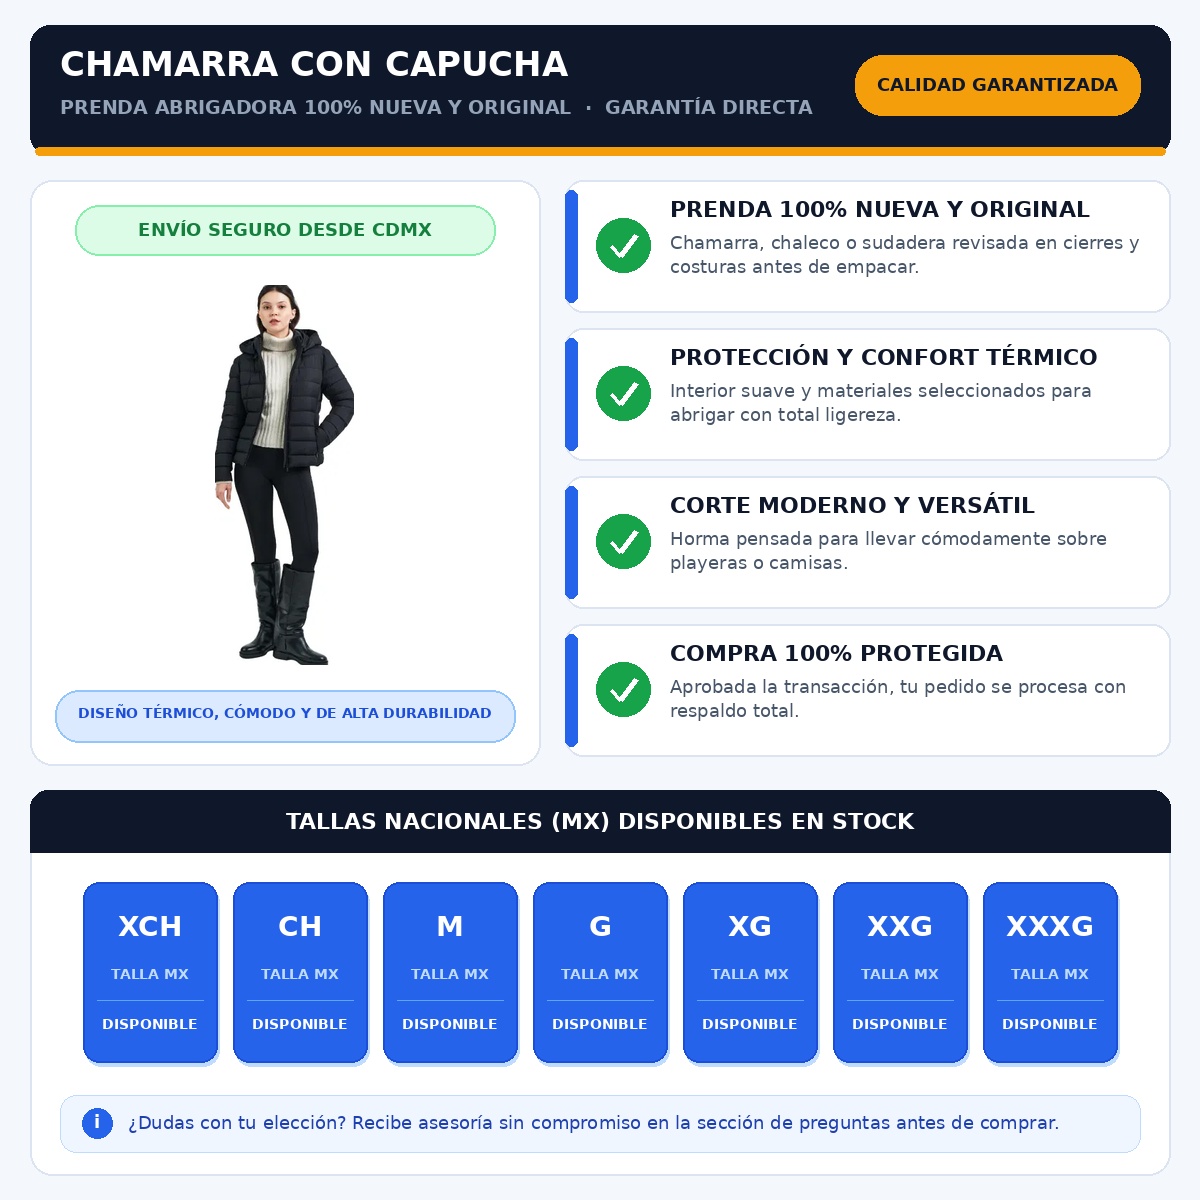 CHAMARRA CON CAPUCHA
PRENDA ABRIGADORA 100% NUEVA Y ORIGINAL · GARANTÍA DIRECTA
CALIDAD GARANTIZADA
ENVÍO SEGURO DESDE CDMX
DISEÑO TÉRMICO, CÓMODO Y DE ALTA DURABILIDAD
PRENDA 100% NUEVA Y ORIGINAL
Chamarra, chaleco o sudadera revisada en cierres y
costuras antes de empacar.
PROTECCIÓN Y CONFORT TÉRMICO
Interior suave y materiales seleccionados para
abrigar con total ligereza.
CORTE MODERNO Y VERSÁTIL
Horma pensada para llevar cómodamente sobre
playeras o camisas.
COMPRA 100% PROTEGIDA
Aprobada la transacción, tu pedido se procesa con
respaldo total.
TALLAS NACIONALES (MX) DISPONIBLES EN STOCK
XCH
TALLA MX
DISPONIBLE
CH
TALLA MX
DISPONIBLE
M
TALLA MX
DISPONIBLE
G
TALLA MX
DISPONIBLE
XG
TALLA MX
DISPONIBLE
XXG
TALLA MX
DISPONIBLE
XXXG
TALLA MX
DISPONIBLE
i ¿Dudas con tu elección? Recibe asesoría sin compromiso en la sección de preguntas antes de comprar.